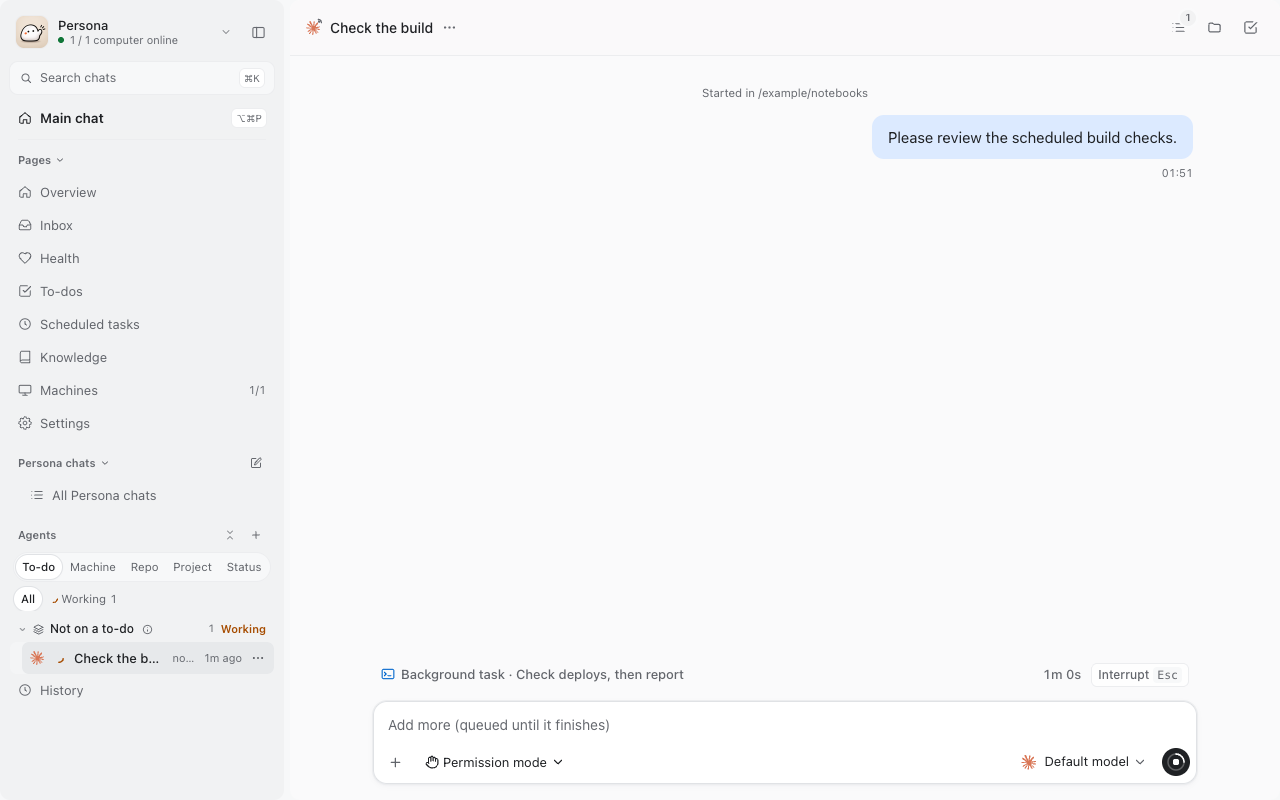 Persona
1 / 1 computer online
Search chats
⌘K
Main chat
⌥⌘P
Pages
Overview
Inbox
Health
To-dos
Scheduled tasks
Knowledge
Machines
1/1
Settings
Persona chats
All Persona chats
Agents
To-do Machine Repo Project Status
All Working 1
Not on a to-do 1 Working
Check the b... no... 1m ago
History
Check the build
1
Started in /example/notebooks
Please review the scheduled build checks.
01:51
Background task · Check deploys, then report 1m 0s Interrupt Esc
Add more (queued until it finishes)
Permission mode Default model